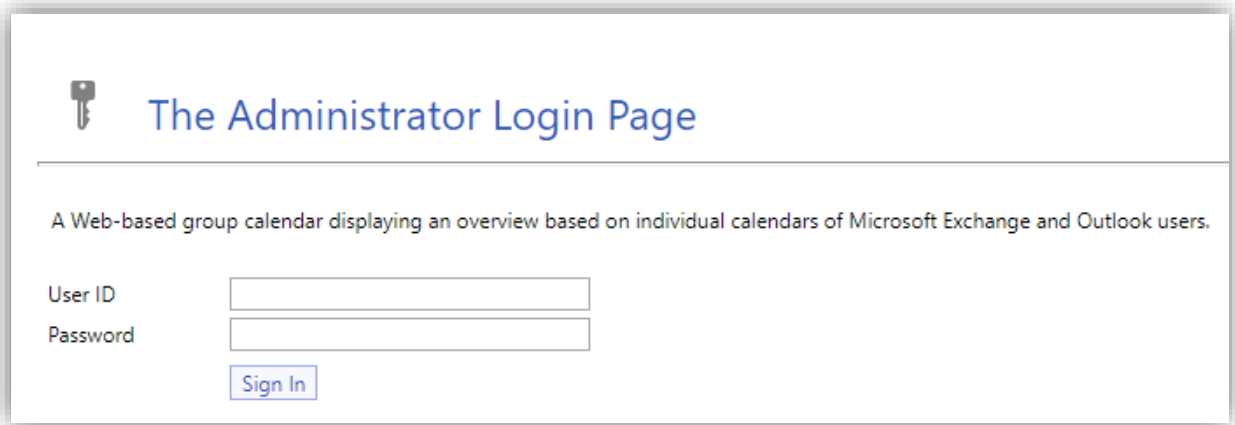 The Administrator Login Page
A Web-based group calendar displaying an overview based on individual calendars of Microsoft Exchange and Outlook users.
User ID
Password
Sign In